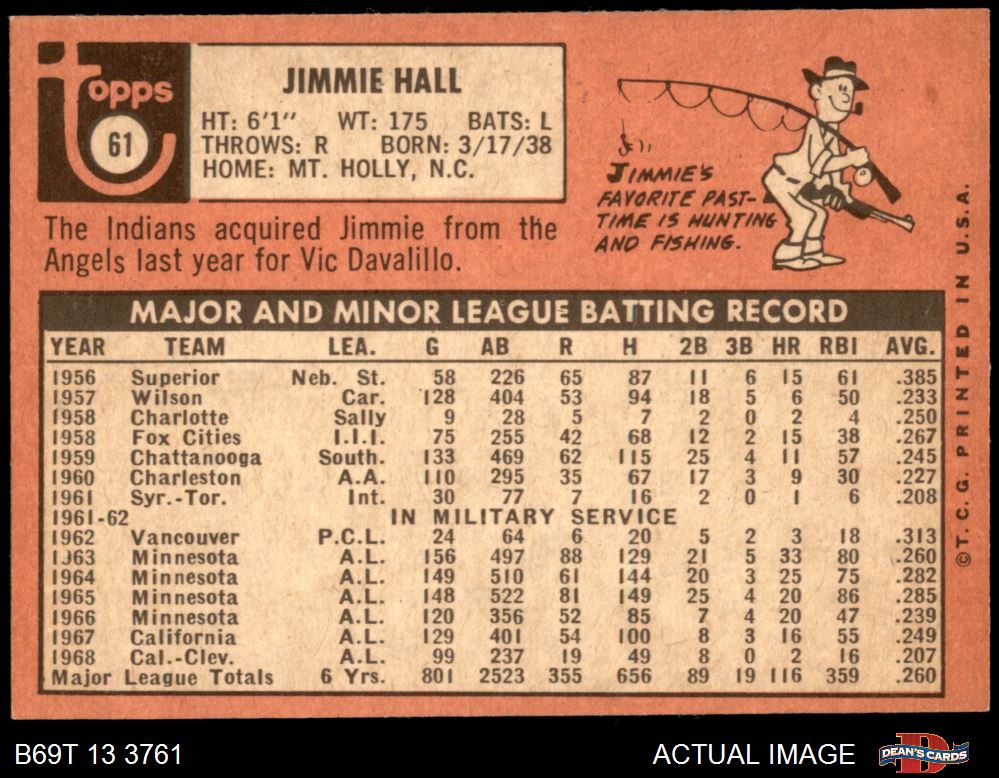 topps
61
JIMMIE HALL
HT: 6'1" WT: 175 BATS: L
THROWS: R BORN: 3/17/38
HOME: MT. HOLLY, N.C.
The Indians acquired Jimmie from the
Angels last year for Vic Davalillo.
JIMMIE'S
FAVORITE PAST-
TIME IS HUNTING
AND FISHING.
MAJOR AND MINOR LEAGUE BATTING RECORD
YEAR TEAM LEA. G AB R H 2B 3B HR RBI AVG.
1956 Superior Neb. St. 58 226 65 87 11 6 15 61 .385
1957 Wilson Car. 128 404 53 94 18 5 6 50 .233
1958 Charlotte Sally 9 28 5 7 2 0 2 4 .250
1958 Fox Cities I.I.I. 75 255 42 68 12 2 15 38 .267
1959 Chattanooga South. 133 469 62 115 25 4 11 57 .245
1960 Charleston A.A. 110 295 35 67 17 3 9 30 .227
1961 Syr.-Tor. Int. 30 77 7 16 2 0 1 6 .208
1961-62 IN MILITARY SERVICE
1962 Vancouver P.C.L. 24 64 6 20 5 2 3 18 .313
1963 Minnesota A.L. 156 497 88 129 21 5 33 80 .260
1964 Minnesota A.L. 149 510 61 144 20 3 25 75 .282
1965 Minnesota A.L. 148 522 81 149 25 4 20 86 .285
1966 Minnesota A.L. 120 356 52 85 7 4 20 47 .239
1967 California A.L. 129 401 54 100 8 3 16 55 .249
1968 Cal.-Clev. A.L. 99 237 19 49 8 0 2 16 .207
Major League Totals 6 Yrs. 801 2523 355 656 89 19 116 359 .260
©T.C.G. PRINTED IN U.S.A.
B69T 13 3761
ACTUAL IMAGE
DEAN'S CARDS